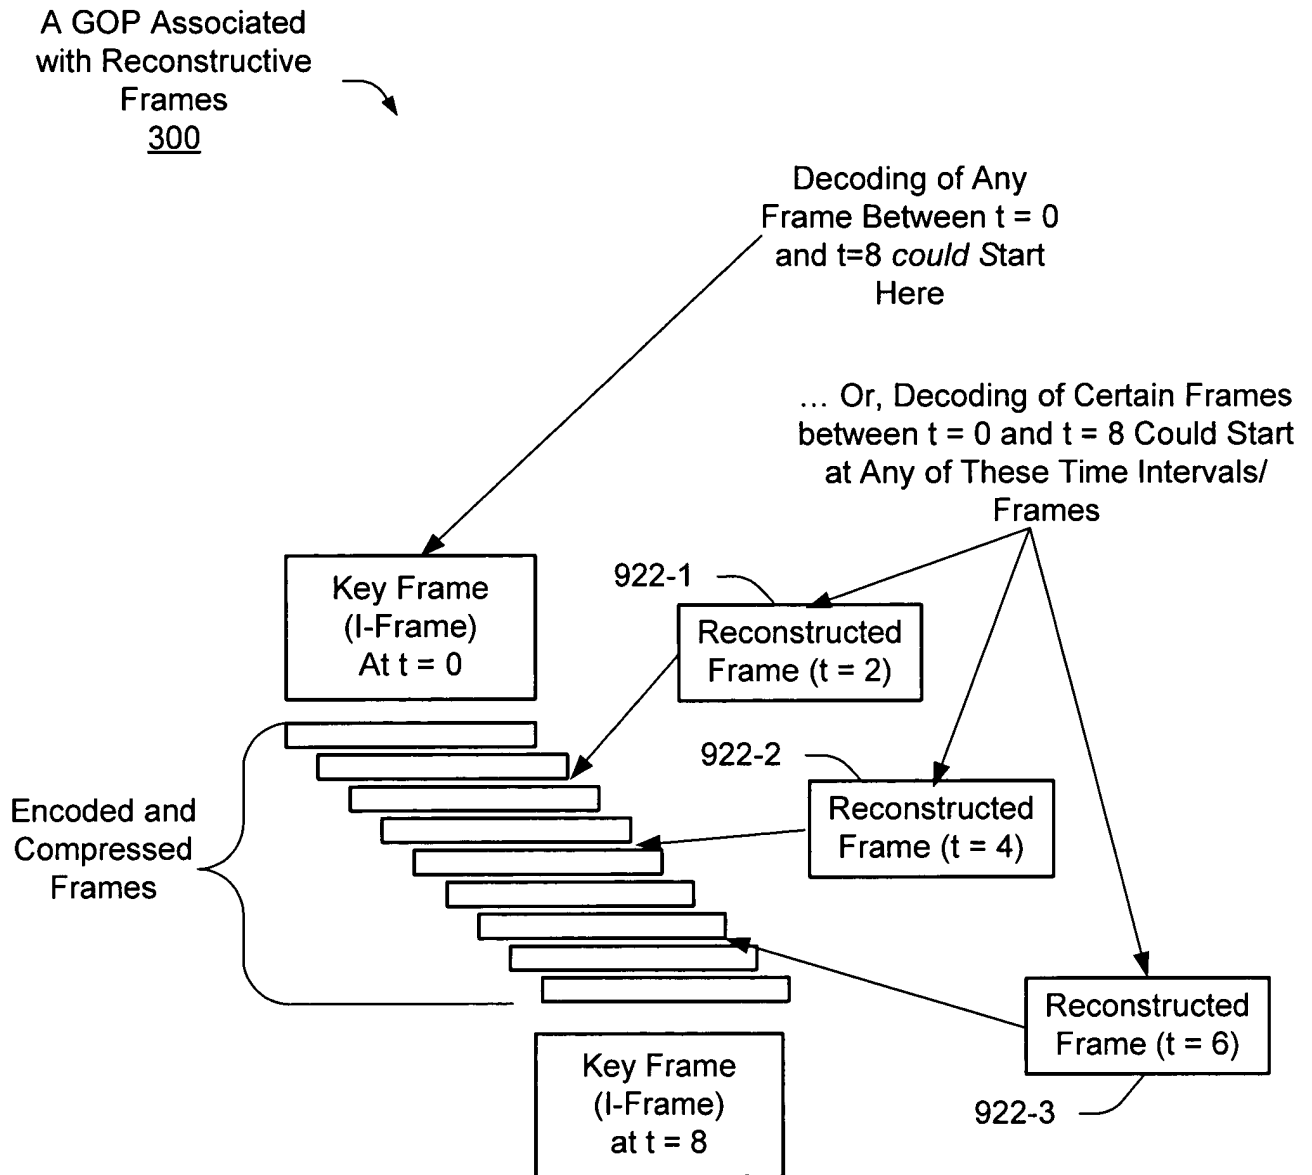 A GOP Associated
with Reconstructive
Frames
300
Decoding of Any
Frame Between t = 0
and t=8 could Start
Here
... Or, Decoding of Certain Frames
between t = 0 and t = 8 Could Start
at Any of These Time Intervals/
Frames
Key Frame
(I-Frame)
At t = 0
922-1
Reconstructed
Frame (t = 2)
922-2
Reconstructed
Frame (t = 4)
Encoded and
Compressed
Frames
Reconstructed
Frame (t = 6)
922-3
Key Frame
(I-Frame)
at t = 8